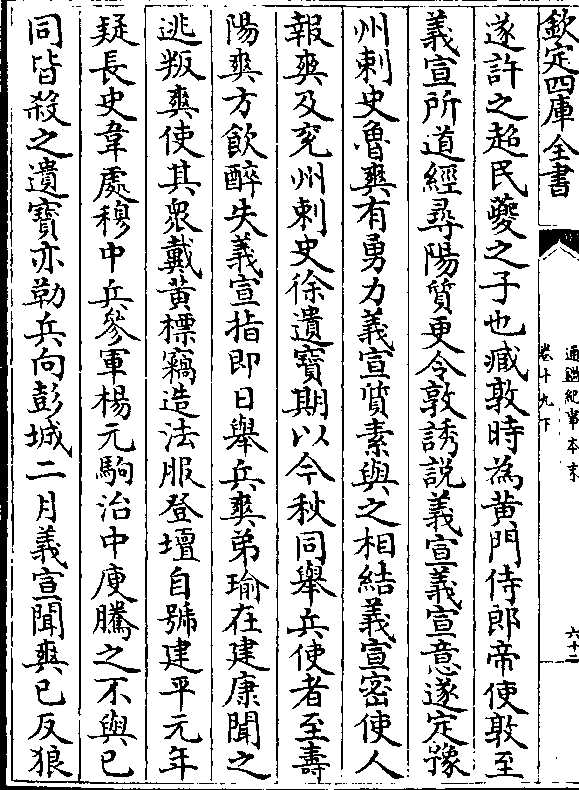 欽定四庫全書
通鑑紀事本末
卷十九下
六十二
遂許之超民夔之子也臧敦時為黄門侍郎帝使敦至
義宣所道經尋陽質更令敦誘説義宣義宣意遂定豫
州刺史魯爽有勇力義宣質素與之相結義宣密使人
報爽及兖州刺史徐遺寶期以今秋同舉兵使者至壽
陽爽方飲醉失義宣指即日舉兵爽弟瑜在建康聞之
逃叛爽使其衆戴黄標竊造法服登壇自號建平元年
疑長史韋處穆中兵參軍楊元駒治中庾騰之不與已
同皆殺之遺寶亦勒兵向彭城二月義宣聞爽已反狼